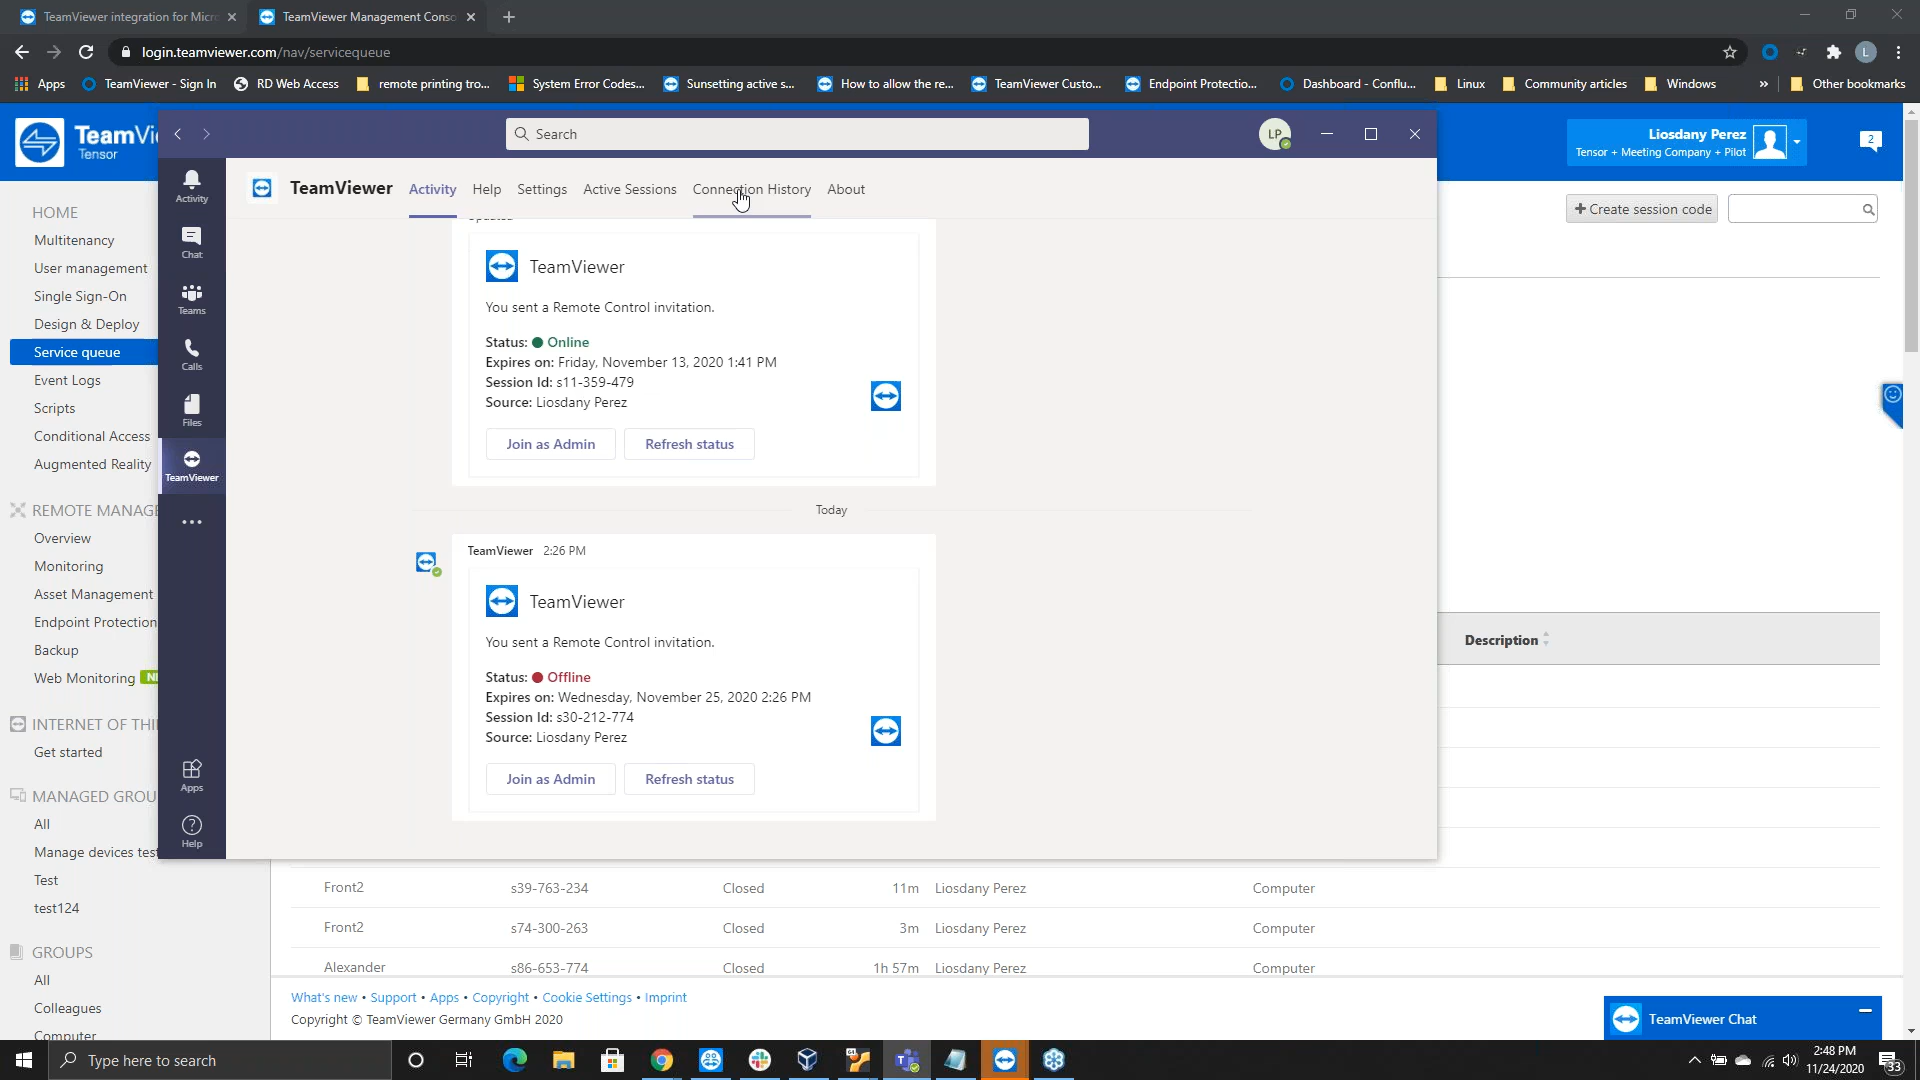 TeamViewer integration for Micr
TeamViewer Management Conso
login.teamviewer.com/nav/servicequeue
L
Apps
TeamViewer - Sign In
RD Web Access
remote printing tro...
System Error Codes...
Sunsetting active s...
How to allow the re...
TeamViewer Custo...
Endpoint Protectio...
Dashboard - Conflu...
Linux
Community articles
Windows
»
Other bookmarks
TeamVi
Tensor
Search
LP
Liosdany Perez
Tensor + Meeting Company + Pilot
2
TeamViewer
Activity
Help
Settings
Active Sessions
Connection History
About
+ Create session code
HOME
Multitenancy
User management
Single Sign-On
Design & Deploy
Service queue
Event Logs
Scripts
Conditional Access
Augmented Reality
REMOTE MANAGE
Overview
Monitoring
Asset Management
Endpoint Protection
Backup
Web Monitoring
INTERNET OF THI
Get started
MANAGED GROU
All
Manage devices test
Test
test124
GROUPS
All
Colleagues
Computer
Activity
Chat
Teams
Calls
Files
TeamViewer
...
Apps
Help
Updated
TeamViewer
You sent a Remote Control invitation.
Status: Online
Expires on: Friday, November 13, 2020 1:41 PM
Session Id: s11-359-479
Source: Liosdany Perez
Join as Admin
Refresh status
Today
TeamViewer 2:26 PM
TeamViewer
You sent a Remote Control invitation.
Status: Offline
Expires on: Wednesday, November 25, 2020 2:26 PM
Session Id: s30-212-774
Source: Liosdany Perez
Join as Admin
Refresh status
Description
Front2 s39-763-234 Closed 11m Liosdany Perez Computer
Front2 s74-300-263 Closed 3m Liosdany Perez Computer
Alexander s86-653-774 Closed 1h 57m Liosdany Perez Computer
What's new • Support • Apps • Copyright • Cookie Settings • Imprint
Copyright © TeamViewer Germany GmbH 2020
TeamViewer Chat
Type here to search
2:48 PM
11/24/2020
33